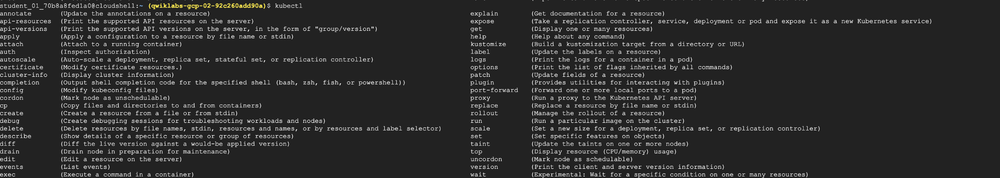 student_01_70b8a8fed1a0@cloudshell:~ (qwiklabs-gcp-02-92c260add90a)$ kubectl
annotate (Update the annotations on a resource) explain (Get documentation for a resource)
api-resources (Print the supported API resources on the server) expose (Take a replication controller, service, deployment or pod and expose it as a new Kubernetes service)
api-versions (Print the supported API versions on the server, in the form of "group/version") get (Display one or many resources)
apply (Apply a configuration to a resource by file name or stdin) help (Help about any command)
attach (Attach to a running container) kustomize (Build a kustomization target from a directory or URL)
auth (Inspect authorization) label (Update the labels on a resource)
autoscale (Auto-scale a deployment, replica set, stateful set, or replication controller) logs (Print the logs for a container in a pod)
certificate (Modify certificate resources.) options (Print the list of flags inherited by all commands)
cluster-info (Display cluster information) patch (Update fields of a resource)
completion (Output shell completion code for the specified shell (bash, zsh, fish, or powershell)) plugin (Provides utilities for interacting with plugins)
config (Modify kubeconfig files) port-forward (Forward one or more local ports to a pod)
cordon (Mark node as unschedulable) proxy (Run a proxy to the Kubernetes API server)
cp (Copy files and directories to and from containers) replace (Replace a resource by file name or stdin)
create (Create a resource from a file or from stdin) rollout (Manage the rollout of a resource)
debug (Create debugging sessions for troubleshooting workloads and nodes) run (Run a particular image on the cluster)
delete (Delete resources by file names, stdin, resources and names, or by resources and label selector) scale (Set a new size for a deployment, replica set, or replication controller)
describe (Show details of a specific resource or group of resources) set (Set specific features on objects)
diff (Diff the live version against a would-be applied version) taint (Update the taints on one or more nodes)
drain (Drain node in preparation for maintenance) top (Display resource (CPU/memory) usage)
edit (Edit a resource on the server) uncordon (Mark node as schedulable)
events (List events) version (Print the client and server version information)
exec (Execute a command in a container) wait (Experimental: Wait for a specific condition on one or many resources)